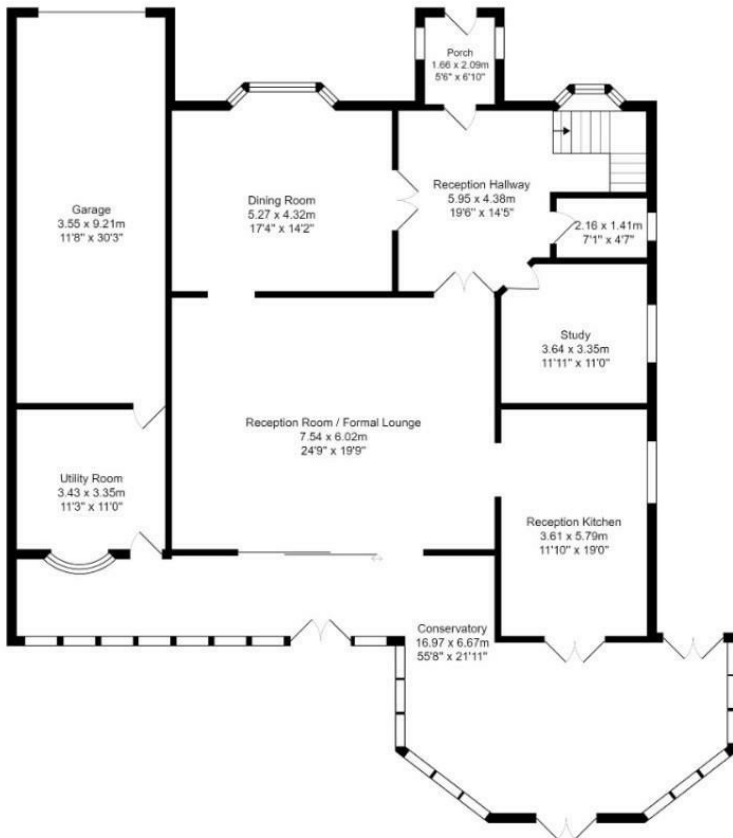 Porch
1.66 x 2.09m
5'6" x 6'10"
Garage
3.55 x 9.21m
11'8" x 30'3"
Dining Room
5.27 x 4.32m
17'4" x 14'2"
Reception Hallway
5.95 x 4.38m
19'6" x 14'5"
2.16 x 1.41m
7'1" x 4'7"
Study
3.64 x 3.35m
11'11" x 11'0"
Reception Room / Formal Lounge
7.54 x 6.02m
24'9" x 19'9"
Utility Room
3.43 x 3.35m
11'3" x 11'0"
Reception Kitchen
3.61 x 5.79m
11'10" x 19'0"
Conservatory
16.97 x 6.67m
55'8" x 21'11"